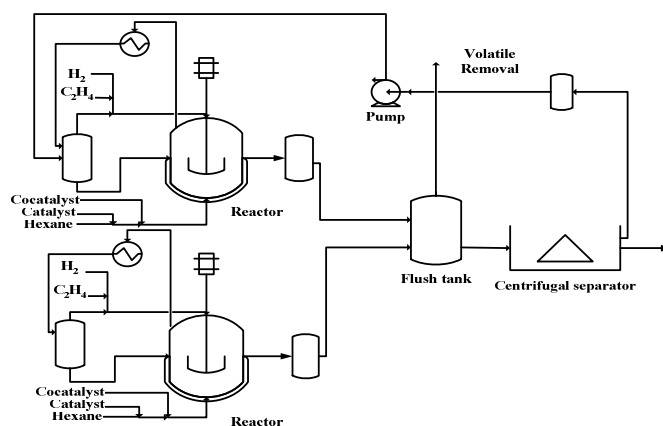 Volatile
Removal
H2
C2H4
Pump
Cocatalyst
Catalyst
Hexane
Reactor
H2
C2H4
Flush tank
Centrifugal separator
Cocatalyst
Catalyst
Hexane
Reactor